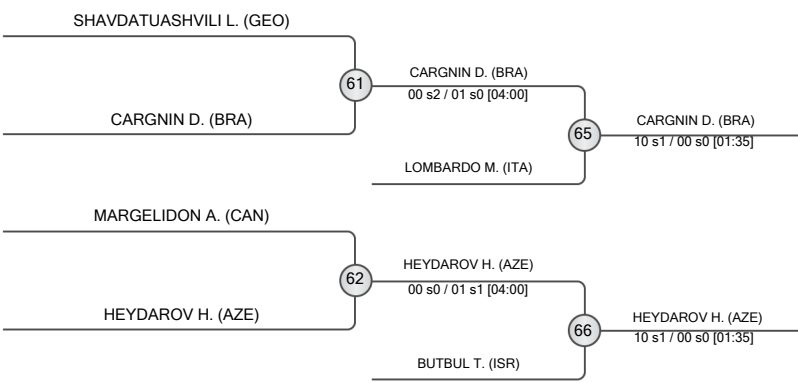 SHAVDATUASHVILI L. (GEO)
61
CARGNIN D. (BRA)
00 s2 / 01 s0 [04:00]
CARGNIN D. (BRA)
65
CARGNIN D. (BRA)
10 s1 / 00 s0 [01:35]
LOMBARDO M. (ITA)
MARGELIDON A. (CAN)
62
HEYDAROV H. (AZE)
00 s0 / 01 s1 [04:00]
HEYDAROV H. (AZE)
66
HEYDAROV H. (AZE)
10 s1 / 00 s0 [01:35]
BUTBUL T. (ISR)